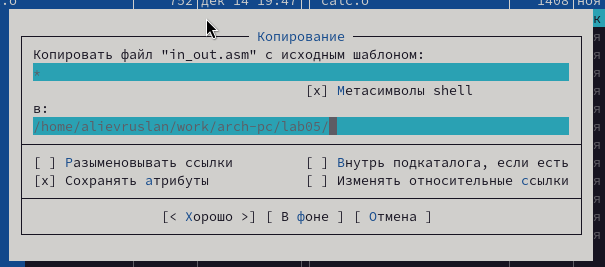 .o 752 дек 14 19:47 calc.o 1408 ноя
Копирование
Копировать файл "in_out.asm" с исходным шаблоном:
*
[x] Метасимволы shell
в:
/home/alievruslan/work/arch-pc/lab05/
[ ] Разыменовывать ссылки [ ] Внутрь подкаталога, если есть
[x] Сохранять атрибуты [ ] Изменять относительные ссылки
[< Хорошо >] [ В фоне ] [ Отмена ]